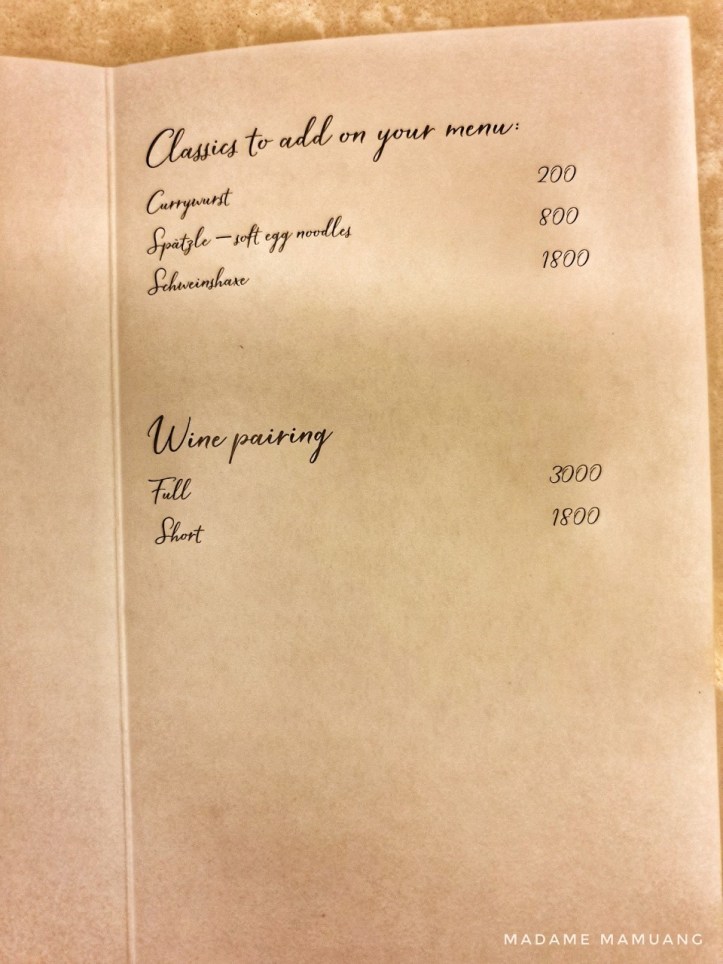 Classics to add on your menu:
Currywurst 200
Spätzle – soft egg noodles 800
Schweinshaxe 1800
Wine pairing
Full 3000
Short 1800
MADAME MAMUANG